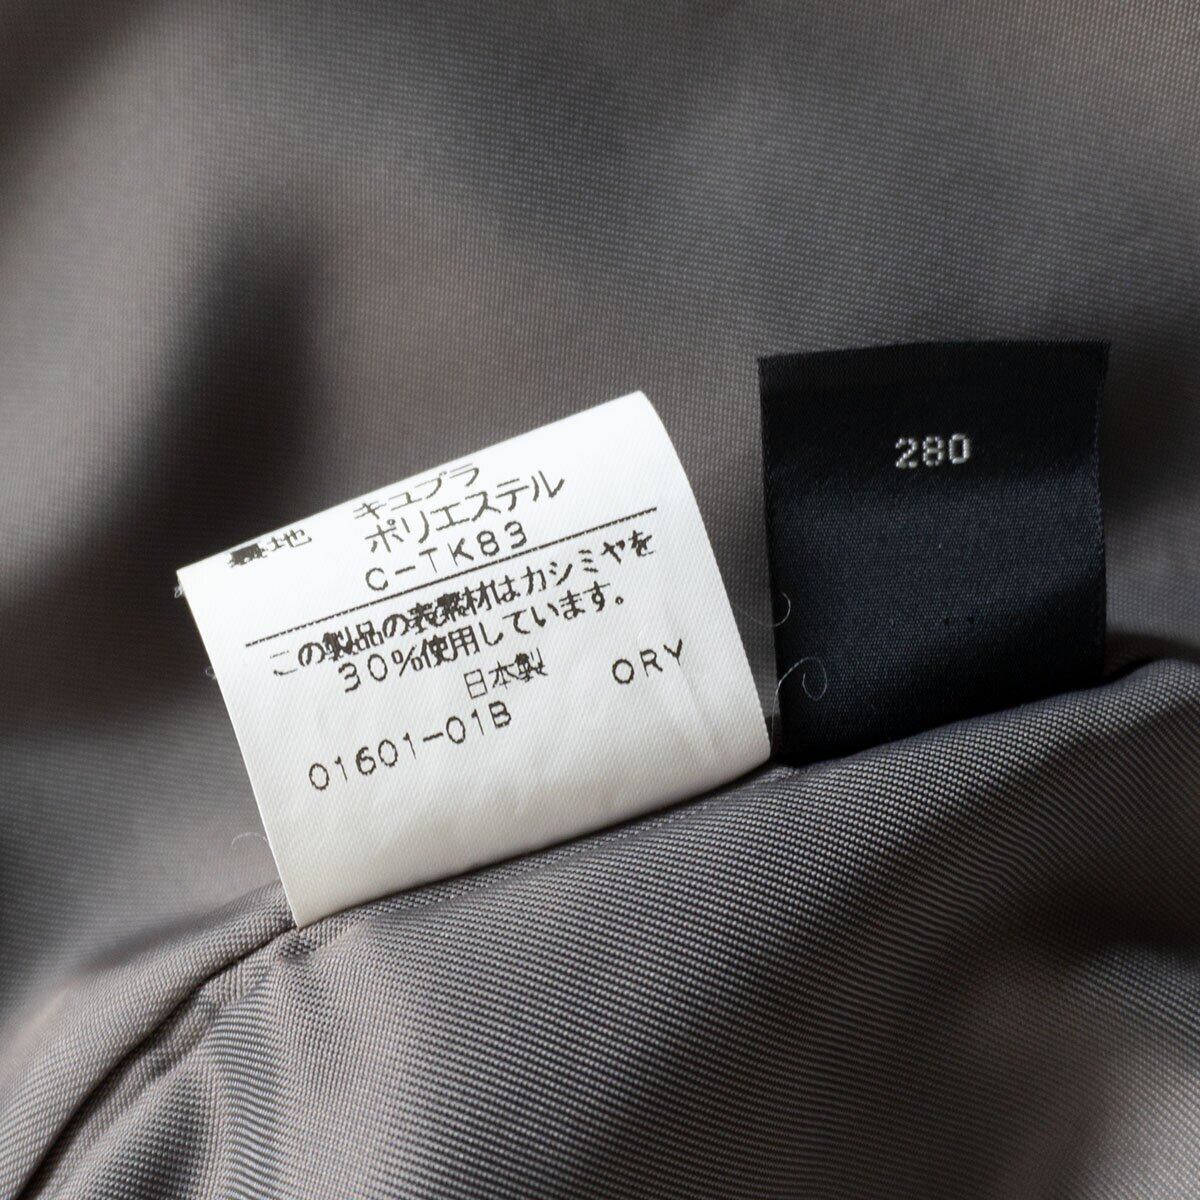 裏地 キュプラ
ポリエステル
C-TK83
この製品の表素材はカシミヤを
30%使用しています。
日本製
01601-01B ORY
280